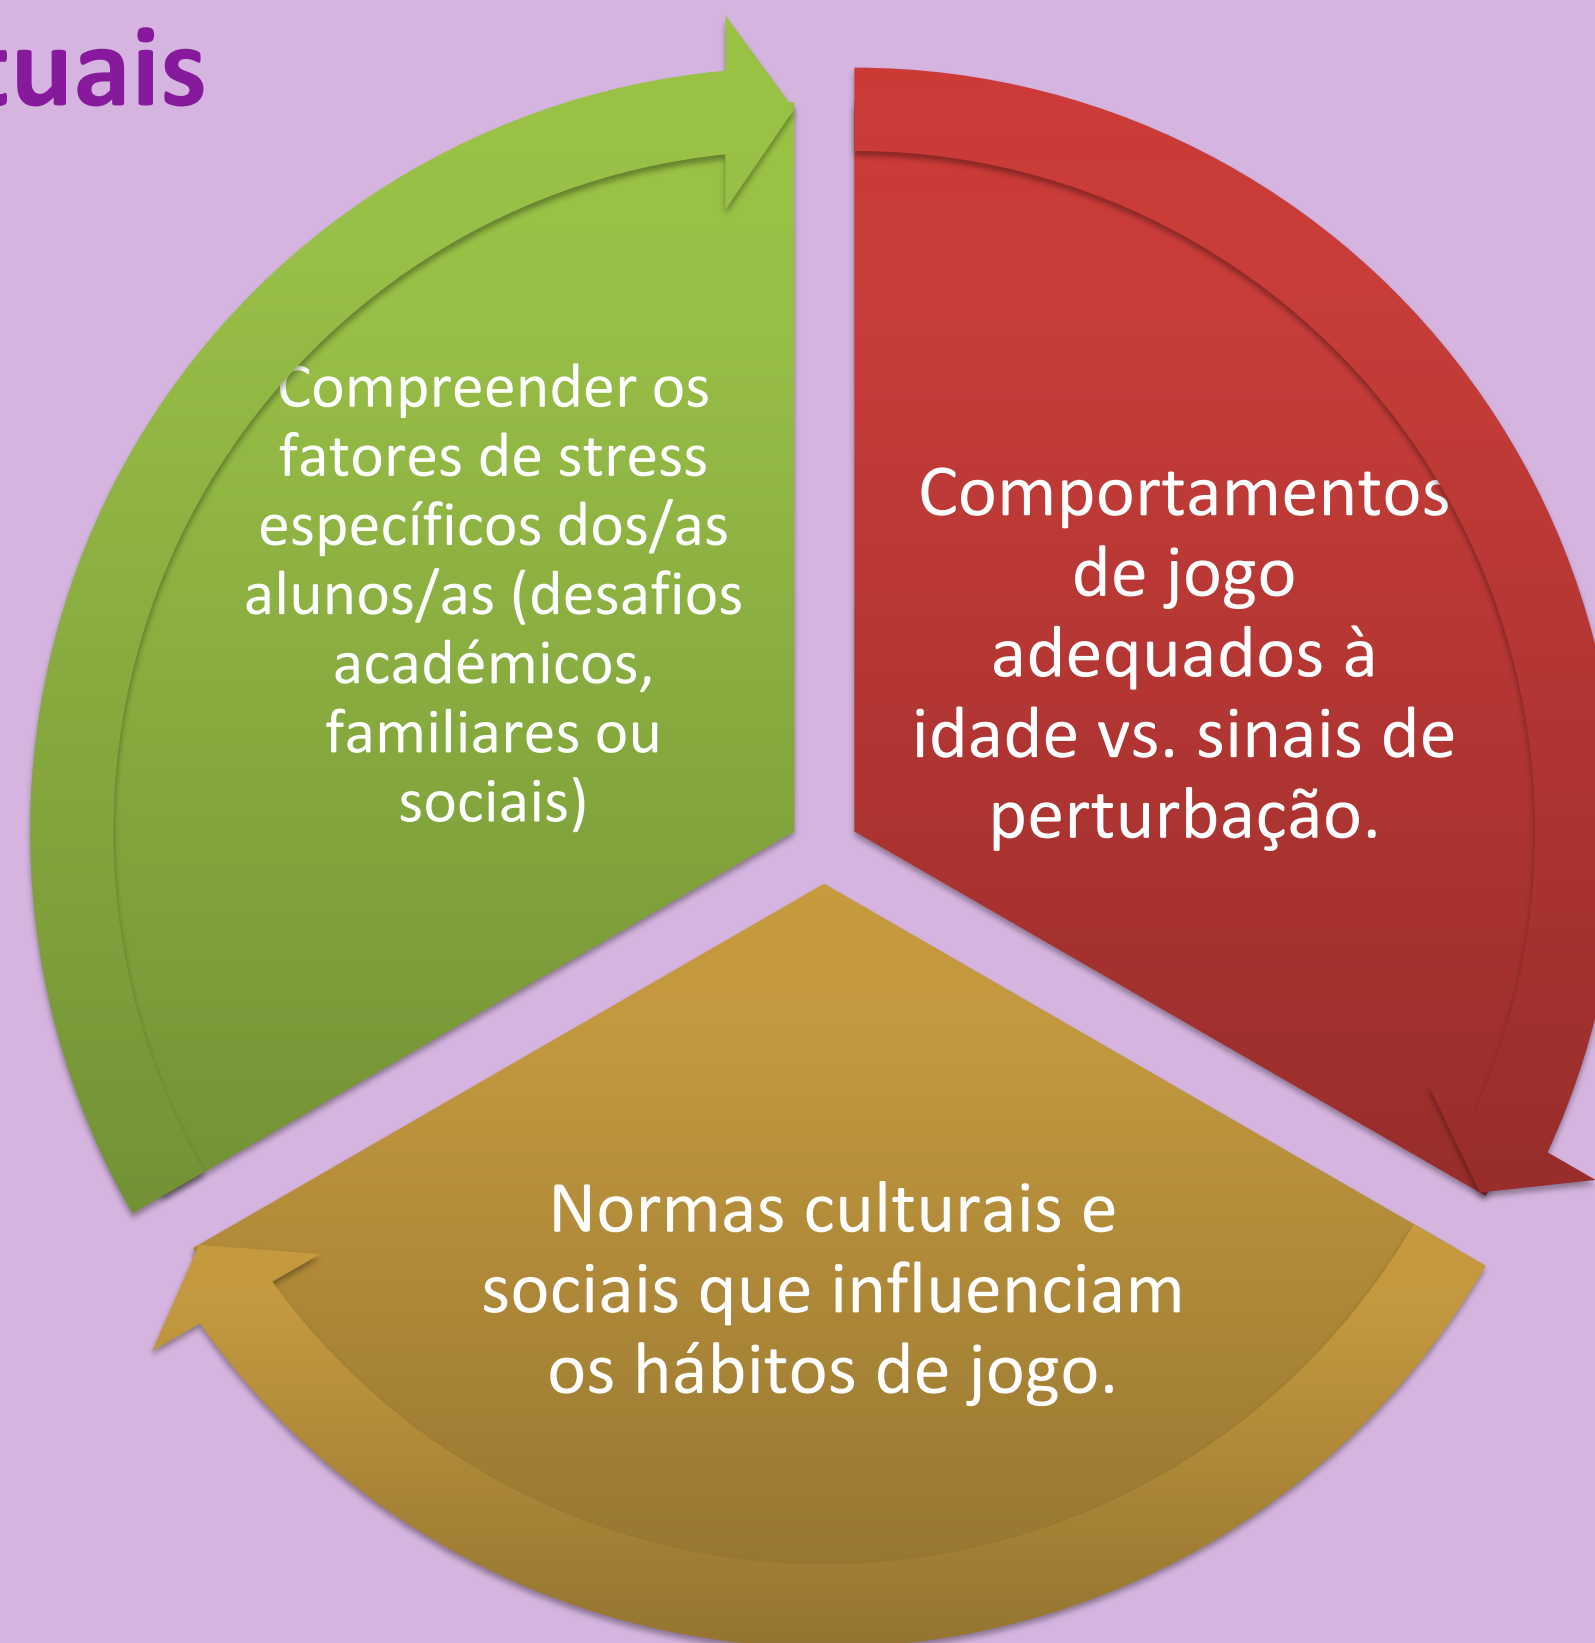 tuais
Compreender os
fatores de stress
específicos dos/as
alunos/as (desafios
académicos,
familiares ou
sociais)
Comportamentos
de jogo
adequados à
idade vs. sinais de
perturbação.
Normas culturais e
sociais que influenciam
os hábitos de jogo.